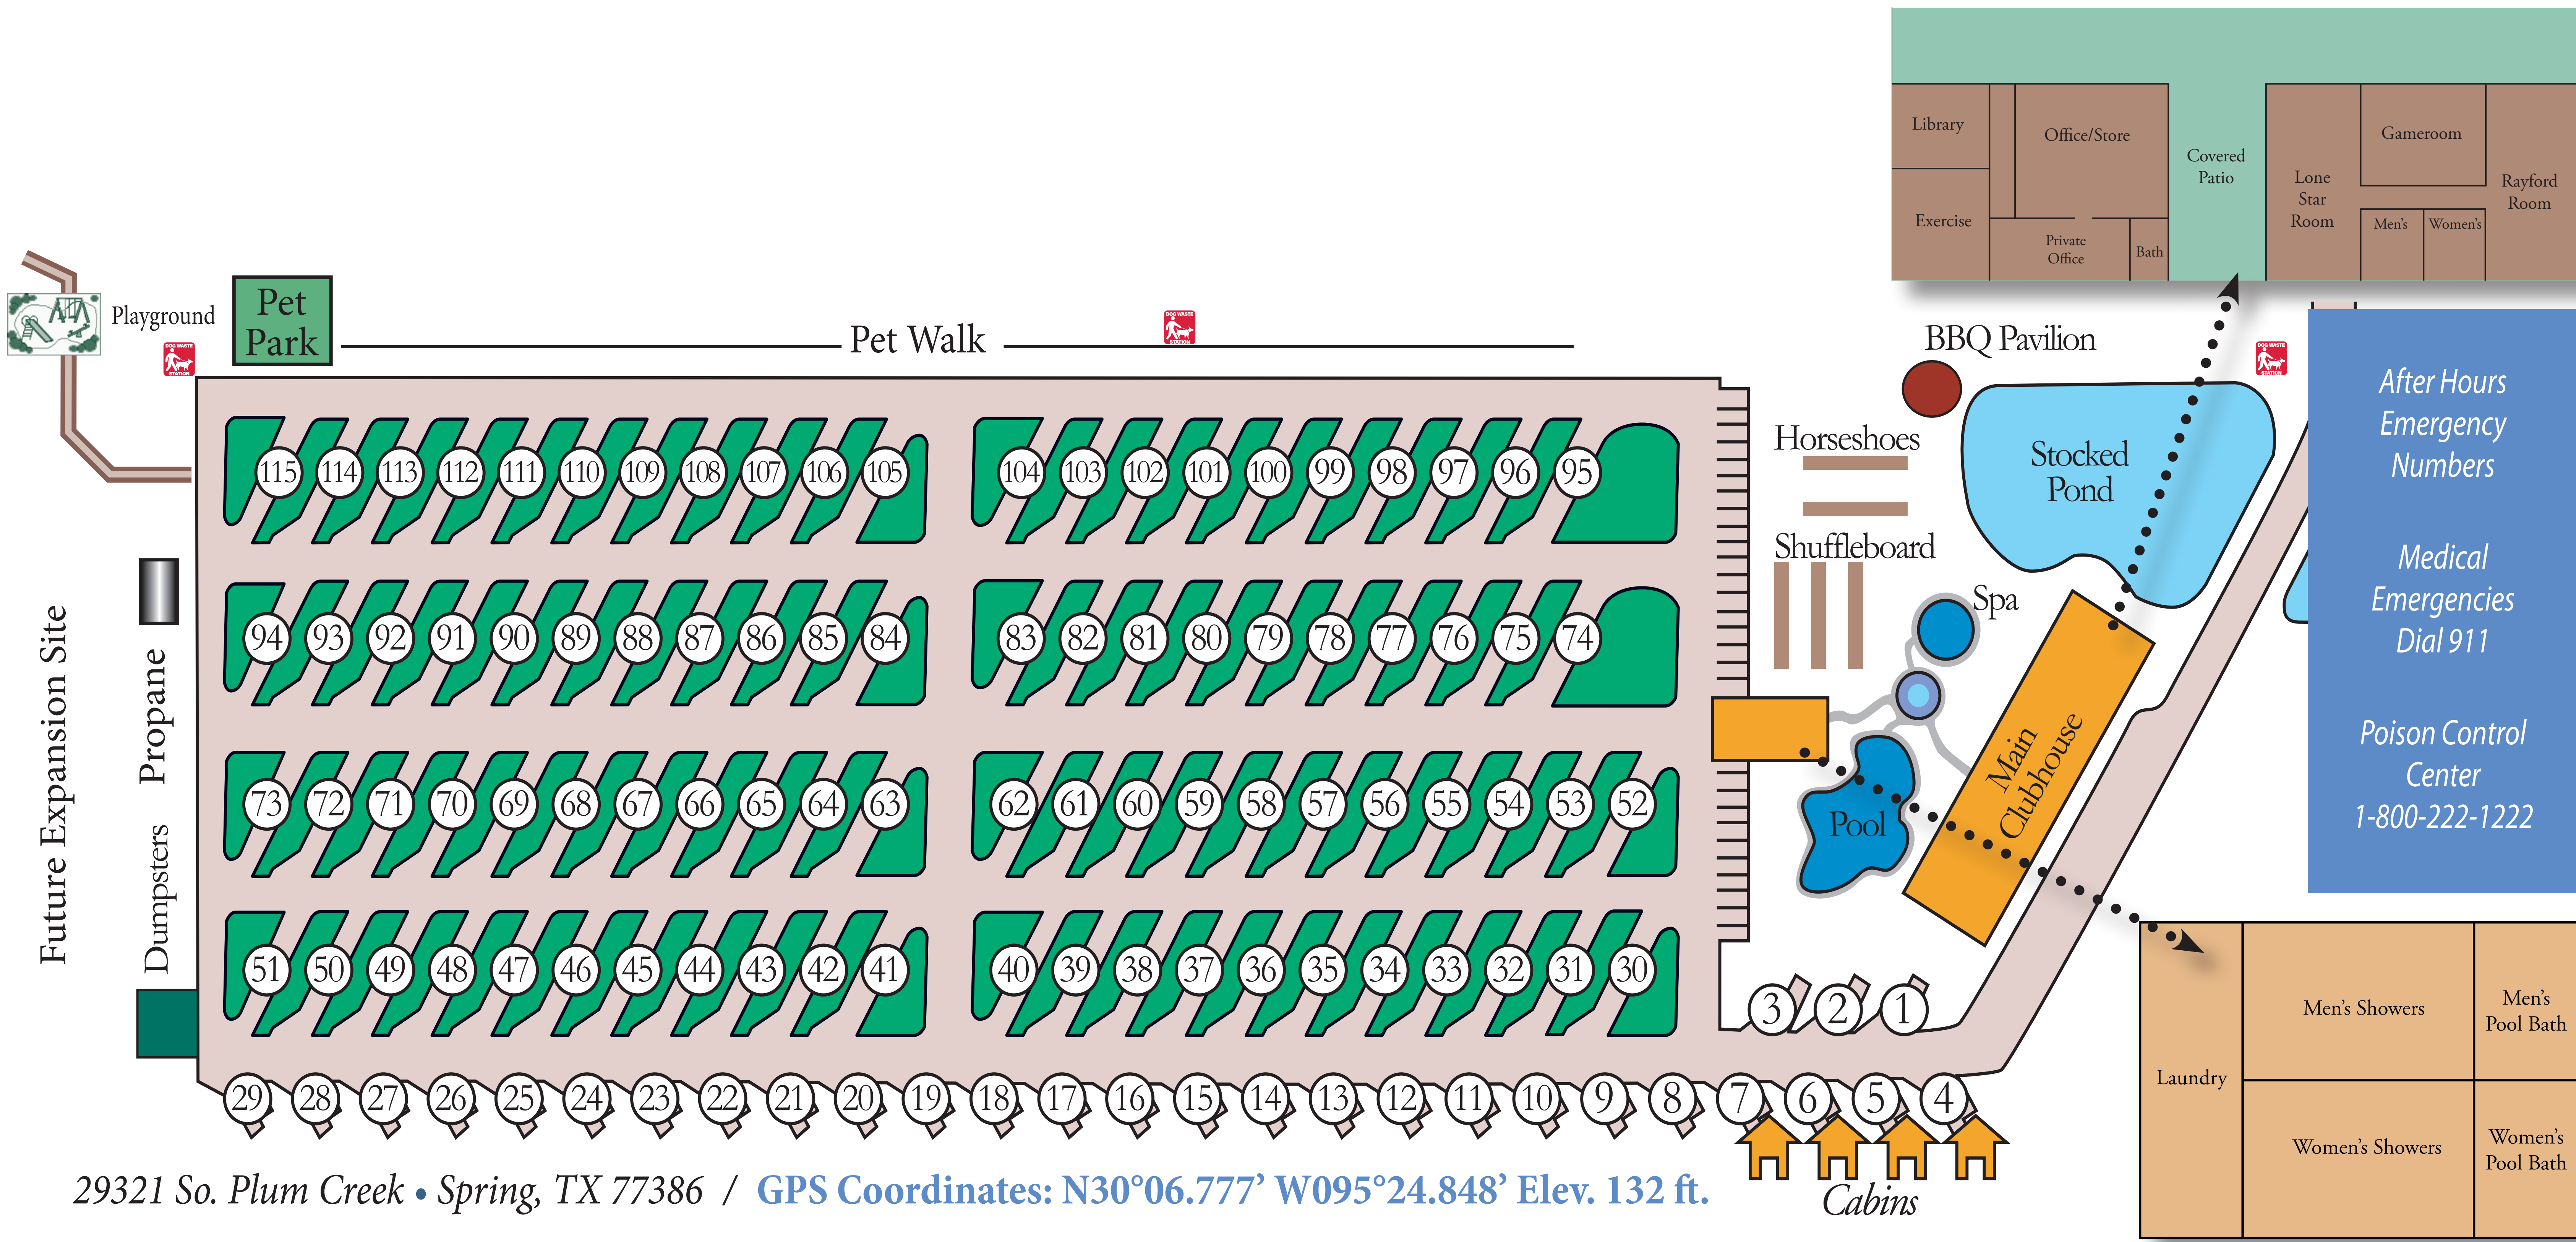 Library
Office/Store
Gameroom
Covered
Patio
Lone
Star
Room
Rayford
Room
Exercise
Private
Office
Bath
Men's
Women's
Playground
Pet
Park
Pet Walk
DOG WASTE
STATION
DOG WASTE
STATION
DOG WASTE
STATION
BBQ Pavilion
Horseshoes
Stocked
Pond
Shuffleboard
Spa
Main
Clubhouse
Pool
After Hours
Emergency
Numbers
Medical
Emergencies
Dial 911
Poison Control
Center
1-800-222-1222
Future Expansion Site
Propane
Dumpsters
115 114 113 112 111 110 109 108 107 106 105 104 103 102 101 100 99 98 97 96 95
94 93 92 91 90 89 88 87 86 85 84 83 82 81 80 79 78 77 76 75 74
73 72 71 70 69 68 67 66 65 64 63 62 61 60 59 58 57 56 55 54 53 52
51 50 49 48 47 46 45 44 43 42 41 40 39 38 37 36 35 34 33 32 31 30
3 2 1
29 28 27 26 25 24 23 22 21 20 19 18 17 16 15 14 13 12 11 10 9 8 7 6 5 4
Laundry
Men's Showers
Men's
Pool Bath
Women's Showers
Women's
Pool Bath
Cabins
29321 So. Plum Creek • Spring, TX 77386 / GPS Coordinates: N30°06.777’ W095°24.848’ Elev. 132 ft.